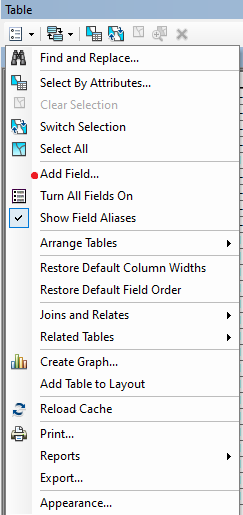 Table
Find and Replace...
Select By Attributes...
Clear Selection
Switch Selection
Select All
Add Field...
Turn All Fields On
Show Field Aliases
Arrange Tables
Restore Default Column Widths
Restore Default Field Order
Joins and Relates
Related Tables
Create Graph...
Add Table to Layout
Reload Cache
Print...
Reports
Export...
Appearance...